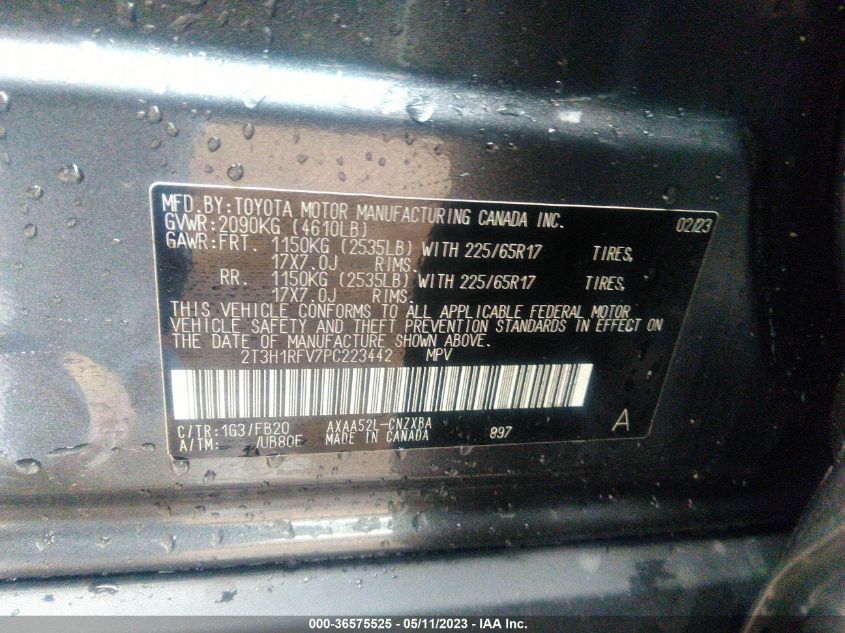 MFD. BY: TOYOTA MOTOR MANUFACTURING CANADA INC. 02/23
GVWR: 2090KG (4610LB)
GAWR: FRT. 1150KG (2535LB) WITH 225/65R17 TIRES,
17X7.0J RIMS.
RR. 1150KG (2535LB) WITH 225/65R17 TIRES,
17X7.0J RIMS.
THIS VEHICLE CONFORMS TO ALL APPLICABLE FEDERAL MOTOR
VEHICLE SAFETY AND THEFT PREVENTION STANDARDS IN EFFECT ON
THE DATE OF MANUFACTURE SHOWN ABOVE.
2T3H1RFV7PC223442 MPV
C/TR: 1G3/FB20 AXAA52L-CNZXBA
A/TM: /UB80F MADE IN CANADA 897 A
000-36575525 - 05/11/2023 - IAA Inc.